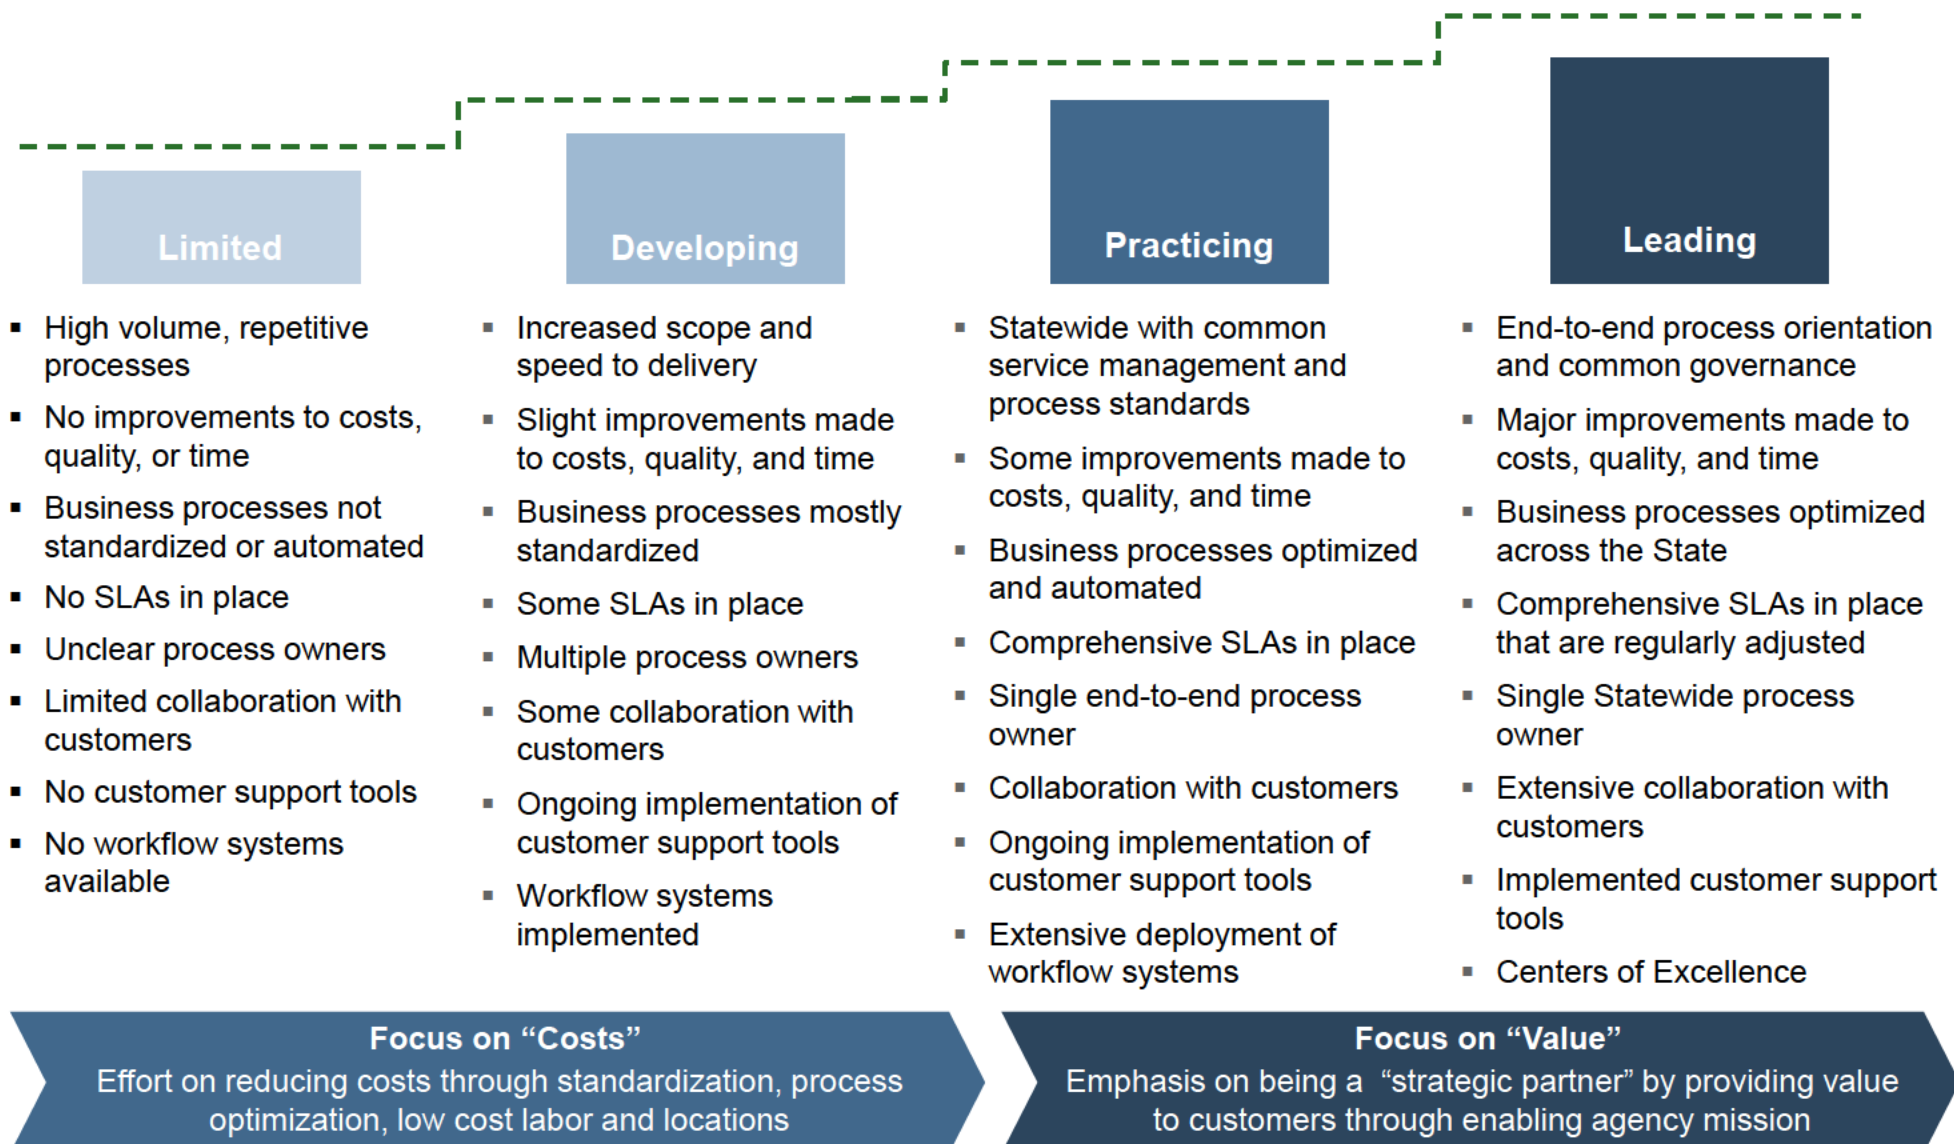 Limited
▪ High volume, repetitive
processes
▪ No improvements to costs,
quality, or time
▪ Business processes not
standardized or automated
▪ No SLAs in place
▪ Unclear process owners
▪ Limited collaboration with
customers
▪ No customer support tools
▪ No workflow systems
available
Developing
▪ Increased scope and
speed to delivery
▪ Slight improvements made
to costs, quality, and time
▪ Business processes mostly
standardized
▪ Some SLAs in place
▪ Multiple process owners
▪ Some collaboration with
customers
▪ Ongoing implementation of
customer support tools
▪ Workflow systems
implemented
Practicing
▪ Statewide with common
service management and
process standards
▪ Some improvements made to
costs, quality, and time
▪ Business processes optimized
and automated
▪ Comprehensive SLAs in place
▪ Single end-to-end process
owner
▪ Collaboration with customers
▪ Ongoing implementation of
customer support tools
▪ Extensive deployment of
workflow systems
Leading
▪ End-to-end process orientation
and common governance
▪ Major improvements made to
costs, quality, and time
▪ Business processes optimized
across the State
▪ Comprehensive SLAs in place
that are regularly adjusted
▪ Single Statewide process
owner
▪ Extensive collaboration with
customers
▪ Implemented customer support
tools
▪ Centers of Excellence
Focus on “Costs”
Effort on reducing costs through standardization, process
optimization, low cost labor and locations
Focus on “Value”
Emphasis on being a “strategic partner” by providing value
to customers through enabling agency mission